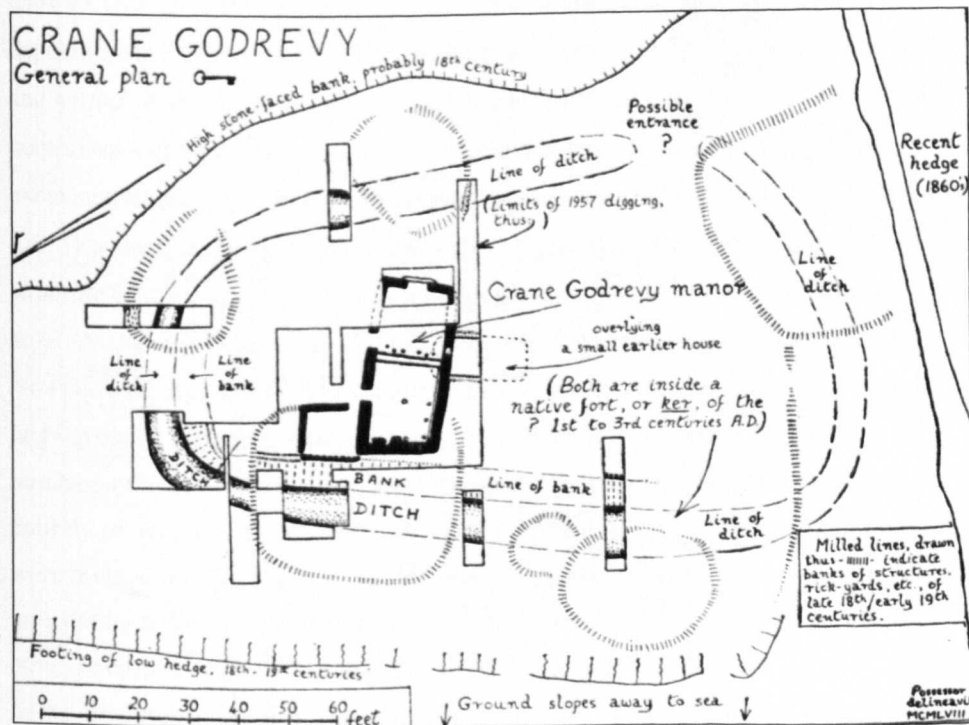 CRANE GODREVY
General plan
High stone-faced bank, probably 18th century
Possible
entrance
?
Recent
hedge
(1860's)
Line of ditch
(Limits of 1957 digging,
thus)
Line
of
ditch
Crane Godrevy manor
overlying
a small earlier house
(Both are inside a
native fort, or ker, of the
? 1st to 3rd centuries A.D.)
Line
of
ditch
Line
of
bank
DITCH
BANK
DITCH
Line of bank
Line of
ditch
Milled lines, drawn
thus - indicate
banks of structures,
rick-yards, etc., of
late 18th/early 19th
centuries.
Footing of low hedge, 18th-19th centuries
0 10 20 30 40 50 60
feet
Ground slopes away to sea
Possessor
delineavit
MCMLVIII